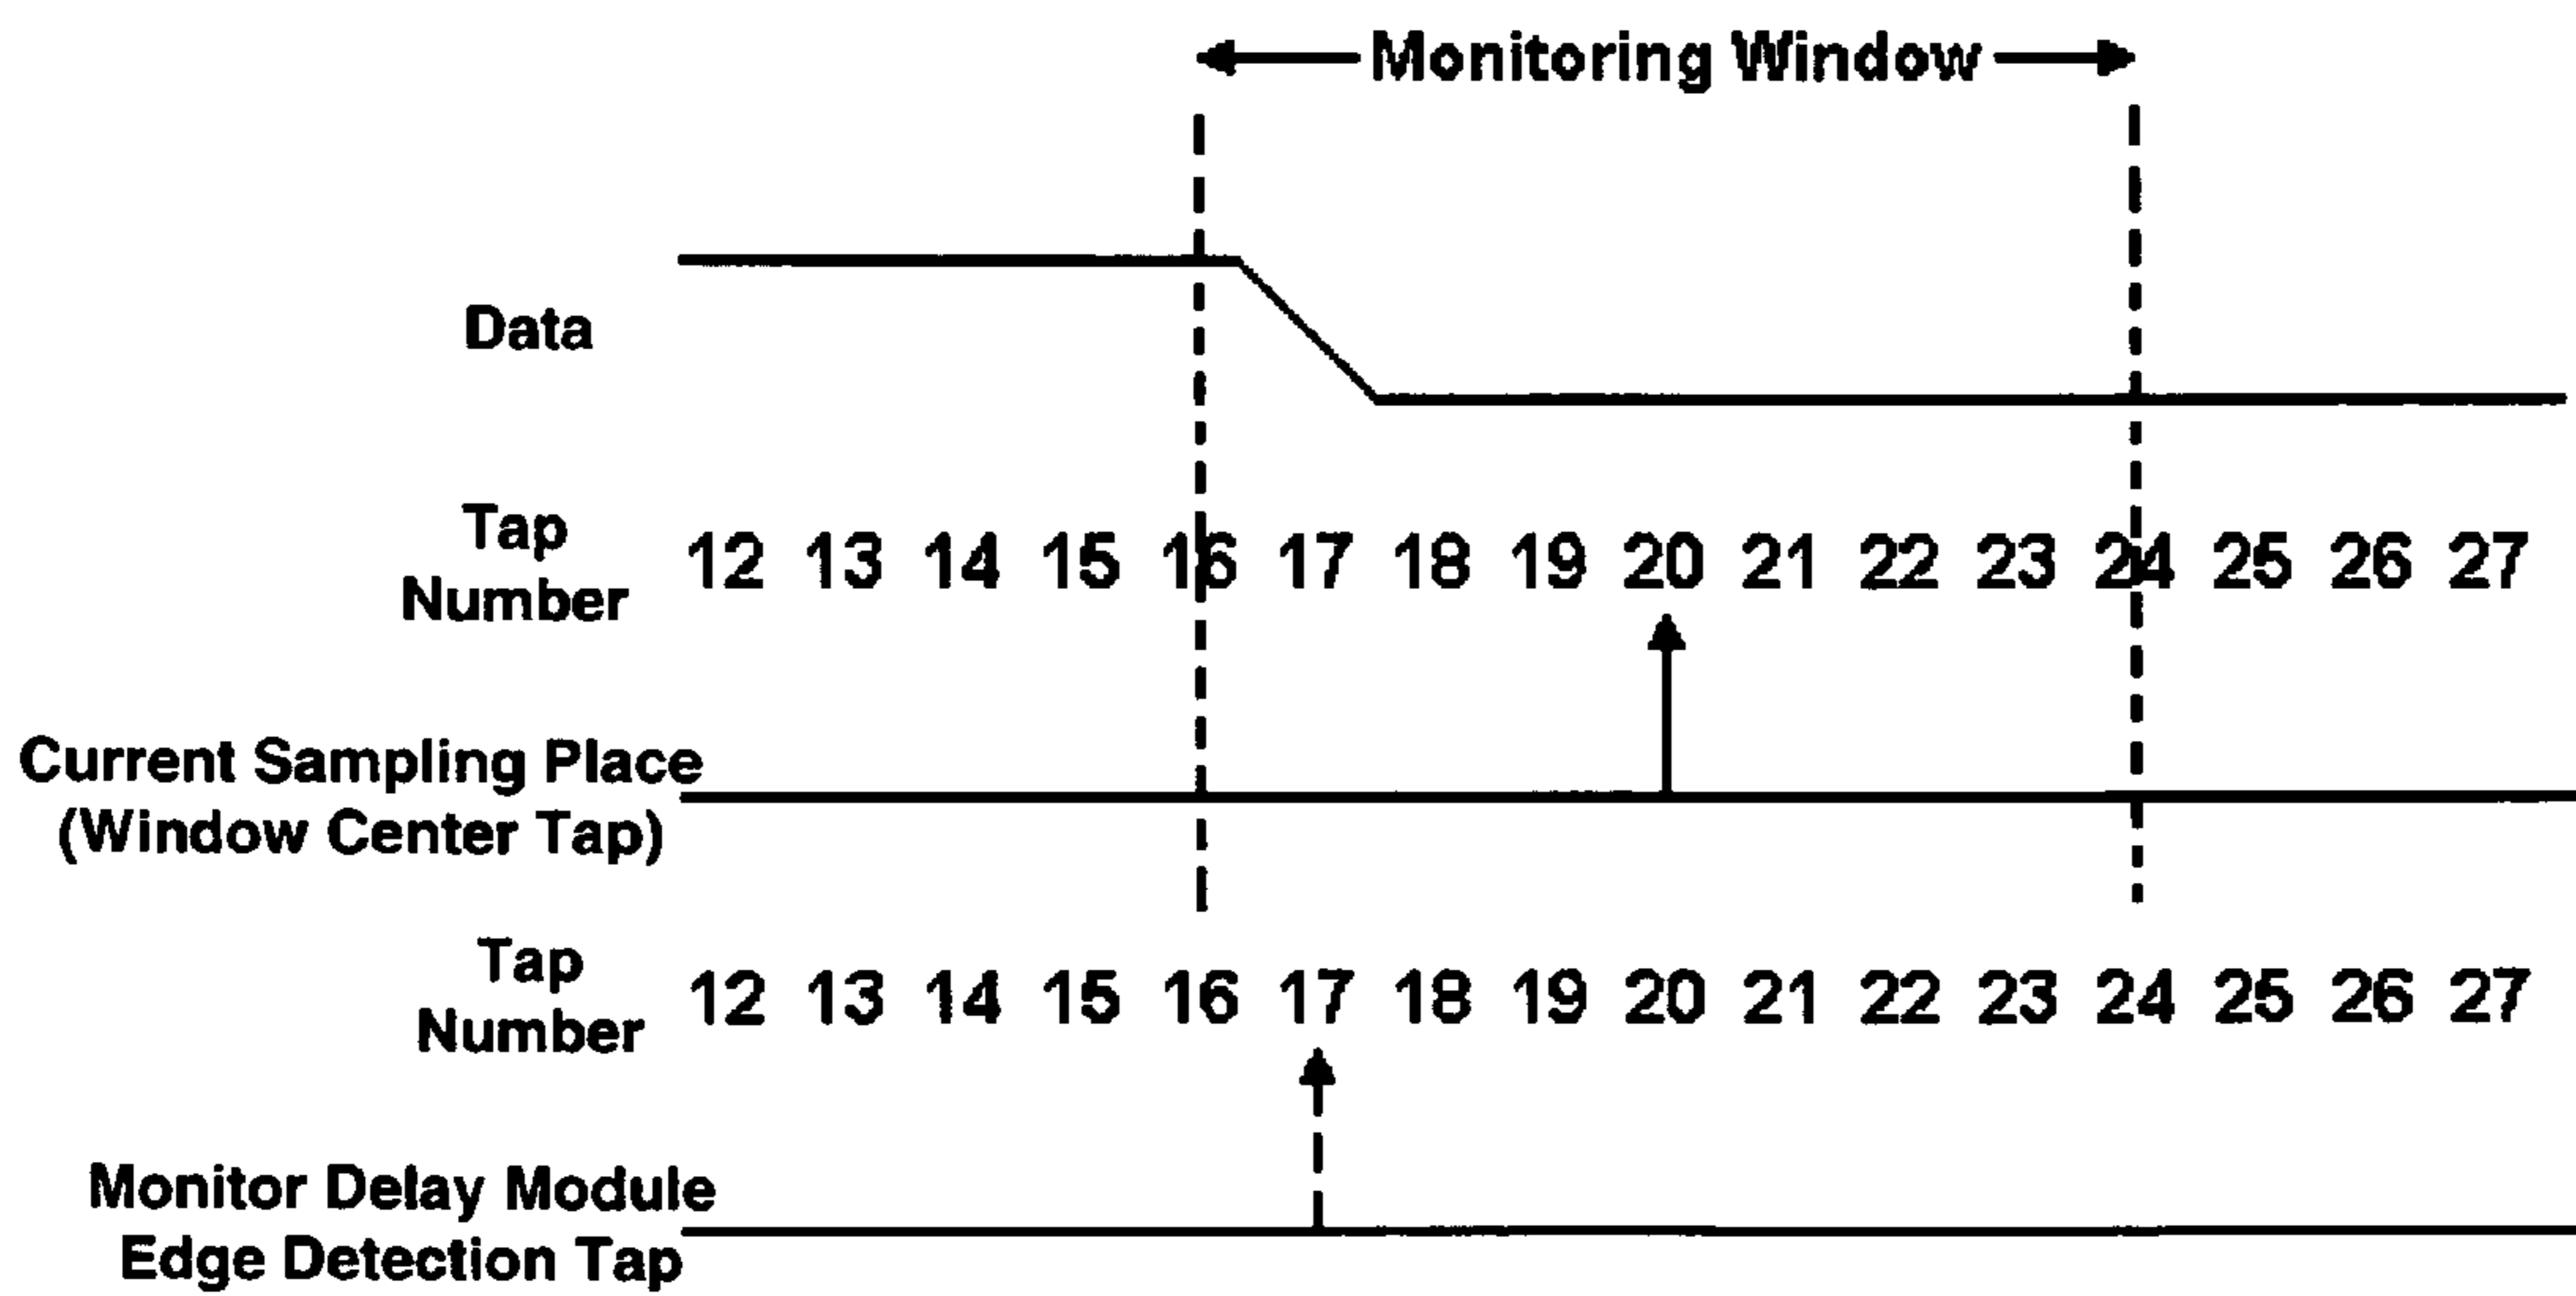 Monitoring Window
Data
Tap
Number
12 13 14 15 16 17 18 19 20 21 22 23 24 25 26 27
Current Sampling Place
(Window Center Tap)
Tap
Number
12 13 14 15 16 17 18 19 20 21 22 23 24 25 26 27
Monitor Delay Module
Edge Detection Tap